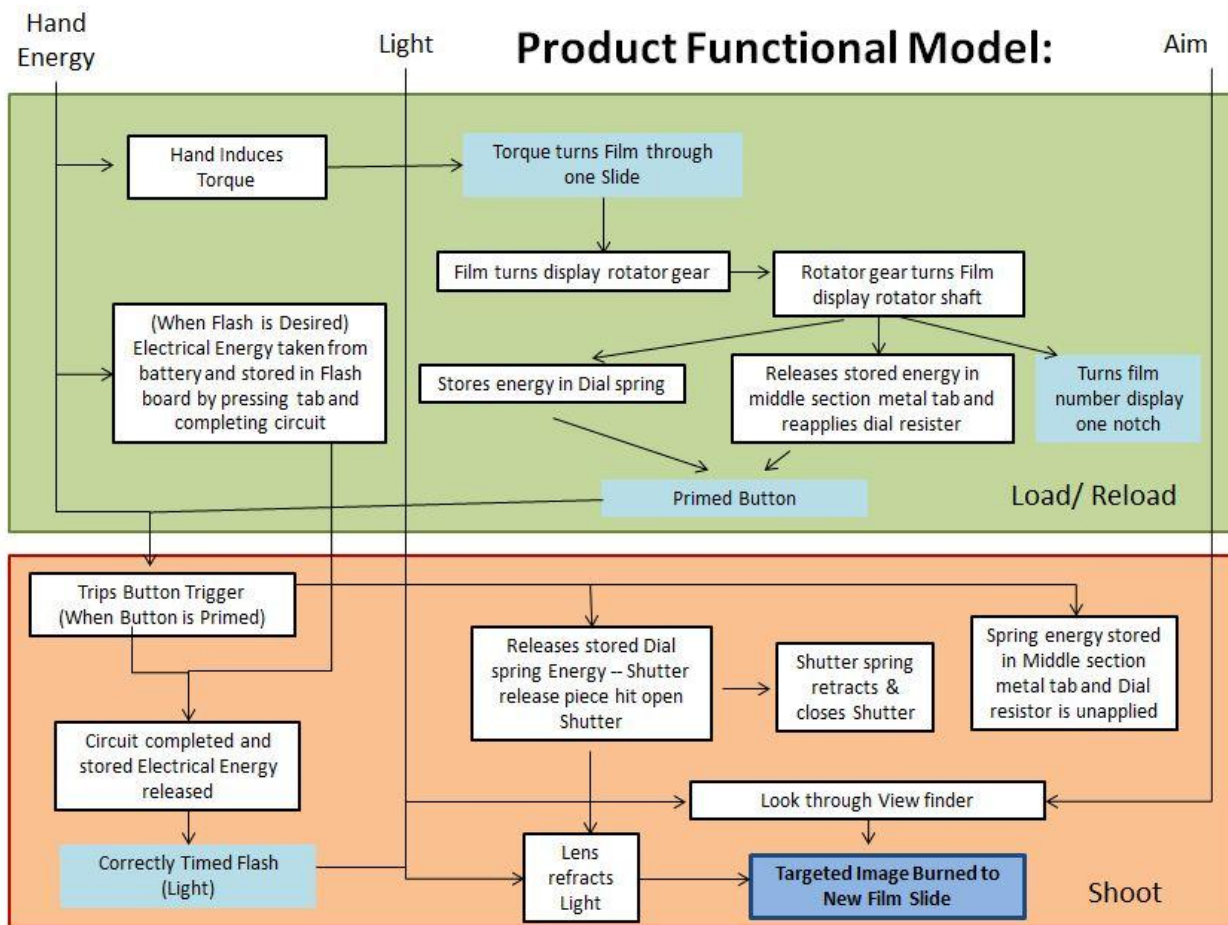 Hand
Energy
Light
Product Functional Model:
Aim
Hand Induces
Torque
Torque turns Film through
one Slide
Film turns display rotator gear
Rotator gear turns Film
display rotator shaft
(When Flash is Desired)
Electrical Energy taken from
battery and stored in Flash
board by pressing tab and
completing circuit
Stores energy in Dial spring
Releases stored energy in
middle section metal tab and
reapplies dial resister
Turns film
number display
one notch
Primed Button
Load/ Reload
Trips Button Trigger
(When Button is Primed)
Releases stored Dial
spring Energy -- Shutter
release piece hit open
Shutter
Shutter spring
retracts &
closes Shutter
Spring energy stored
in Middle section
metal tab and Dial
resistor is unapplied
Circuit completed and
stored Electrical Energy
released
Look through View finder
Correctly Timed Flash
(Light)
Lens
refracts
Light
Targeted Image Burned to
New Film Slide
Shoot